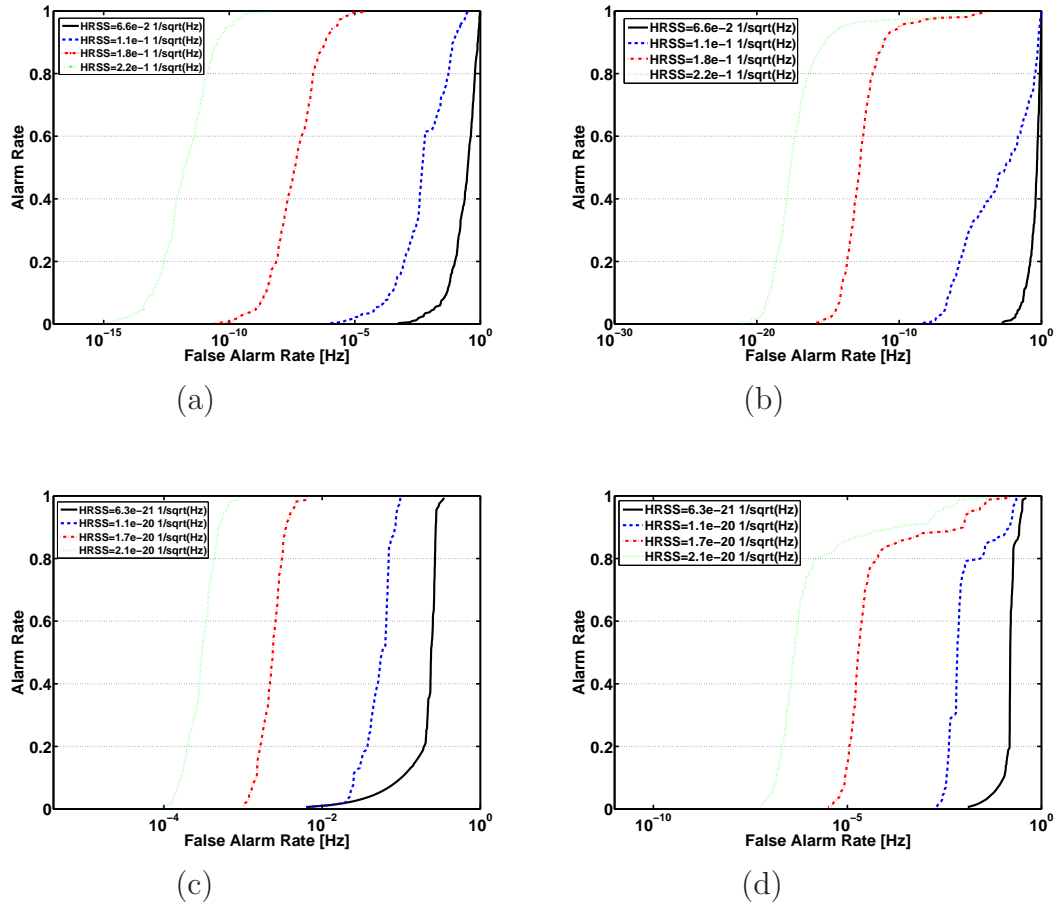 HRSS=6.6e−2 1/sqrt(Hz)
HRSS=1.1e−1 1/sqrt(Hz)
HRSS=1.8e−1 1/sqrt(Hz)
HRSS=2.2e−1 1/sqrt(Hz)
1
0.8
0.6
0.4
0.2
0
Alarm Rate
10^−15
10^−10
10^−5
10^0
False Alarm Rate [Hz]
(a)
HRSS=6.6e−2 1/sqrt(Hz)
HRSS=1.1e−1 1/sqrt(Hz)
HRSS=1.8e−1 1/sqrt(Hz)
HRSS=2.2e−1 1/sqrt(Hz)
1
0.8
0.6
0.4
0.2
0
Alarm Rate
10^−30
10^−20
10^−10
10^0
False Alarm Rate [Hz]
(b)
HRSS=6.3e−21 1/sqrt(Hz)
HRSS=1.1e−20 1/sqrt(Hz)
HRSS=1.7e−20 1/sqrt(Hz)
HRSS=2.1e−20 1/sqrt(Hz)
1
0.8
0.6
0.4
0.2
0
Alarm Rate
10^−4
10^−2
10^0
False Alarm Rate [Hz]
(c)
HRSS=6.3e−21 1/sqrt(Hz)
HRSS=1.1e−20 1/sqrt(Hz)
HRSS=1.7e−20 1/sqrt(Hz)
HRSS=2.1e−20 1/sqrt(Hz)
1
0.8
0.6
0.4
0.2
0
Alarm Rate
10^−10
10^−5
10^0
False Alarm Rate [Hz]
(d)